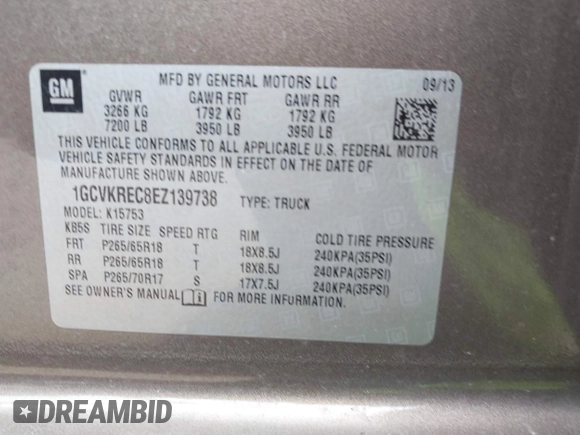 GM
MFD BY GENERAL MOTORS LLC 09/13
GVWR GAWR FRT GAWR RR
3266 KG 1792 KG 1792 KG
7200 LB 3950 LB 3950 LB
THIS VEHICLE CONFORMS TO ALL APPLICABLE U.S. FEDERAL MOTOR
VEHICLE SAFETY STANDARDS IN EFFECT ON THE DATE OF
MANUFACTURE SHOWN ABOVE.
1GCVKREC8EZ139738 TYPE: TRUCK
MODEL: K15753
KB5S TIRE SIZE SPEED RTG RIM COLD TIRE PRESSURE
FRT P265/65R18 T 18X8.5J 240KPA(35PSI)
RR P265/65R18 T 18X8.5J 240KPA(35PSI)
SPA P265/70R17 S 17X7.5J 240KPA(35PSI)
SEE OWNER'S MANUAL FOR MORE INFORMATION.
DREAMBID